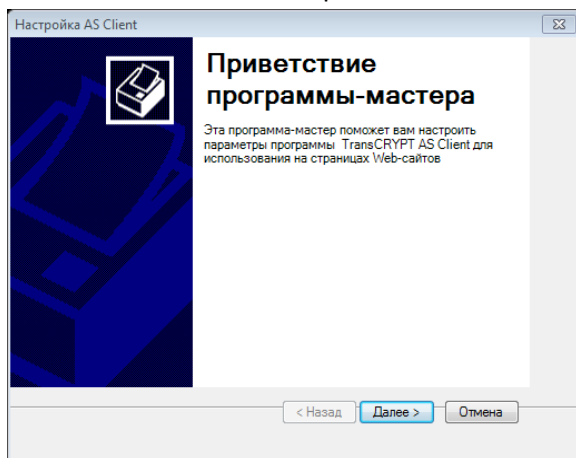 Настройка AS Client
Приветствие
программы-мастера
Эта программа-мастер поможет вам настроить
параметры программы TransCRYPT AS Client для
использования на страницах Web-сайтов
< Назад Далее > Отмена